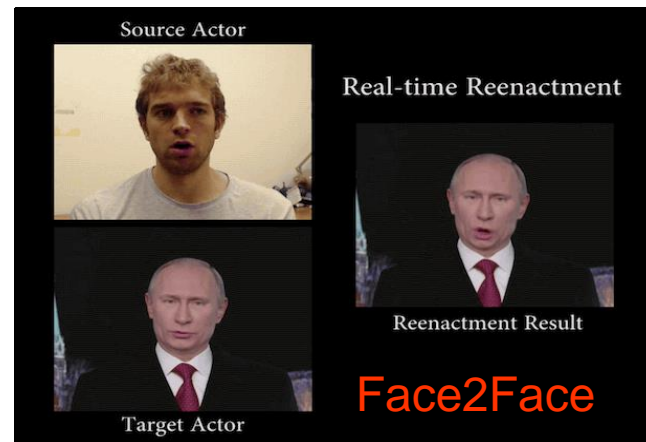 Source Actor
Real-time Reenactment
Reenactment Result
Target Actor
Face2Face